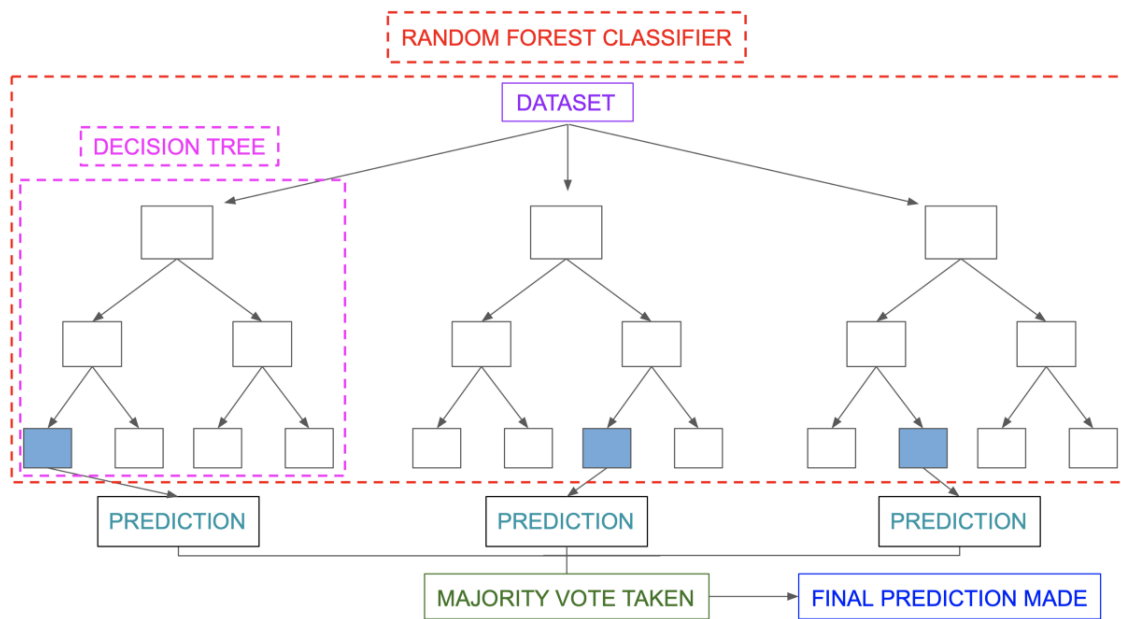 RANDOM FOREST CLASSIFIER
DATASET
DECISION TREE
PREDICTION
PREDICTION
PREDICTION
MAJORITY VOTE TAKEN
FINAL PREDICTION MADE